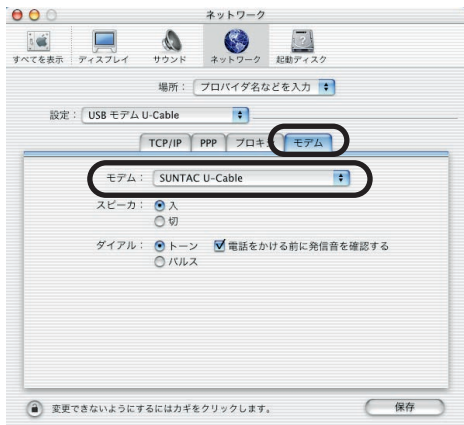 ネットワーク
すべてを表示 ディスプレイ サウンド ネットワーク 起動ディスク
場所： プロバイダ名などを入力
設定： USB モデム U-Cable
TCP/IP PPP プロキシ モデム
モデム： SUNTAC U-Cable
スピーカ： 入
切
ダイアル： トーン 電話をかける前に発信音を確認する
パルス
変更できないようにするにはカギをクリックします。 保存